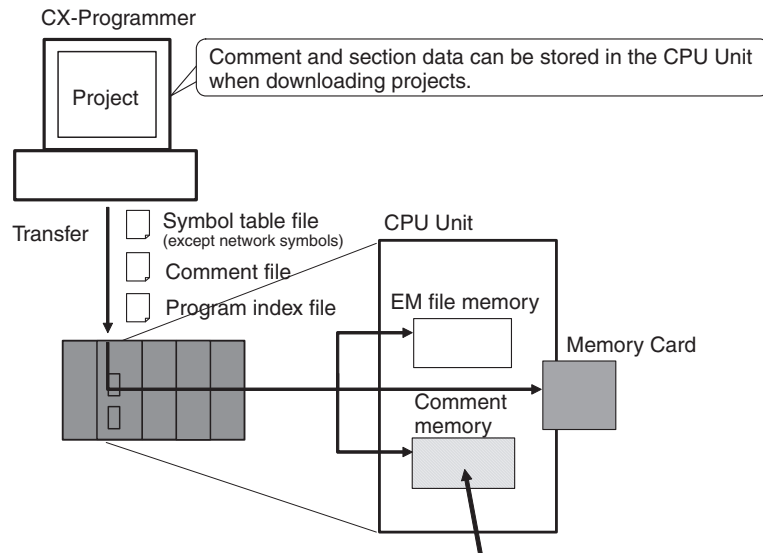 CX-Programmer
Comment and section data can be stored in the CPU Unit
when downloading projects.
Project
Transfer
Symbol table file
(except network symbols)
Comment file
Program index file
CPU Unit
EM file memory
Memory Card
Comment
memory